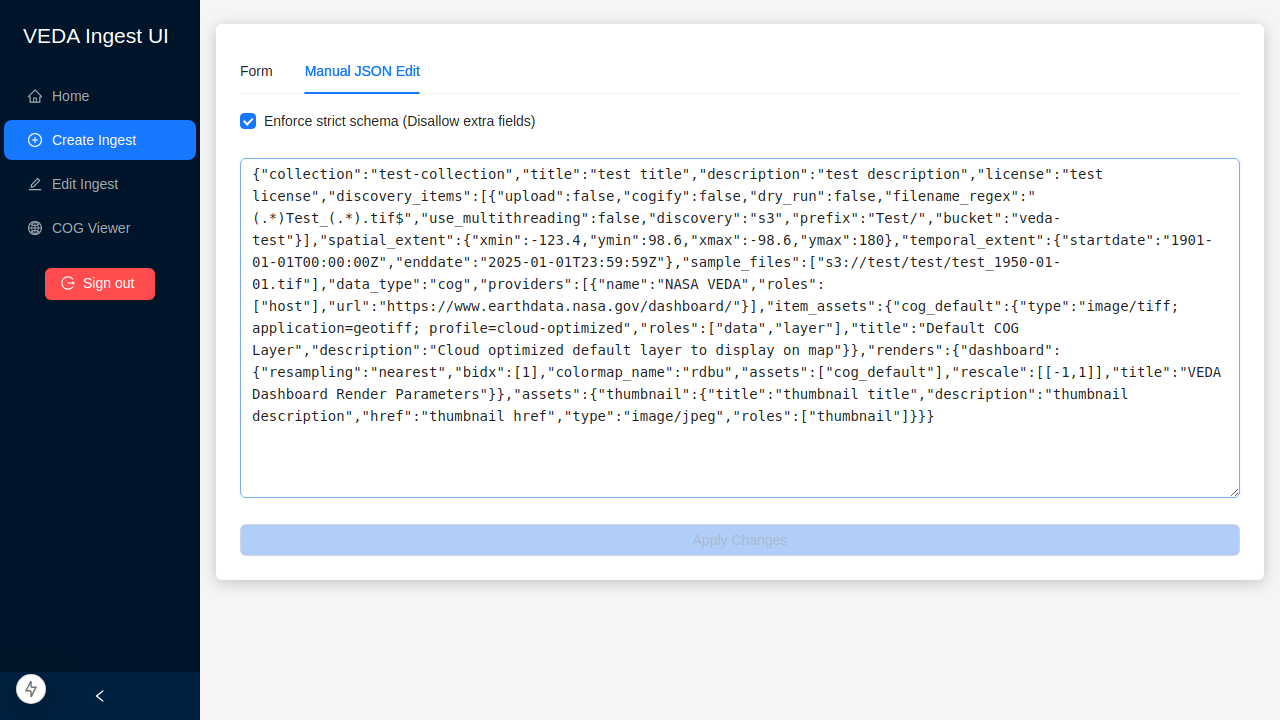 VEDA Ingest UI
Home
Create Ingest
Edit Ingest
COG Viewer
Sign out
Form
Manual JSON Edit
Enforce strict schema (Disallow extra fields)
{"collection":"test-collection","title":"test title","description":"test description","license":"test
license","discovery_items":[{"upload":false,"cogify":false,"dry_run":false,"filename_regex":"
(.*)Test_(.*).tif$","use_multithreading":false,"discovery":"s3","prefix":"Test/","bucket":"veda-
test"}],"spatial_extent":{"xmin":-123.4,"ymin":98.6,"xmax":-98.6,"ymax":180},"temporal_extent":{"startdate":"1901-
01-01T00:00:00Z","enddate":"2025-01-01T23:59:59Z"},"sample_files":["s3://test/test/test_1950-01-
01.tif"],"data_type":"cog","providers":[{"name":"NASA VEDA","roles":
["host"],"url":"https://www.earthdata.nasa.gov/dashboard/"}],"item_assets":{"cog_default":{"type":"image/tiff;
application=geotiff; profile=cloud-optimized","roles":["data","layer"],"title":"Default COG
Layer","description":"Cloud optimized default layer to display on map"}},"renders":{"dashboard":
{"resampling":"nearest","bidx":[1],"colormap_name":"rdbu","assets":["cog_default"],"rescale":[[-1,1]],"title":"VEDA
Dashboard Render Parameters"}},"assets":{"thumbnail":{"title":"thumbnail title","description":"thumbnail
description","href":"thumbnail href","type":"image/jpeg","roles":["thumbnail"]}}}
Apply Changes